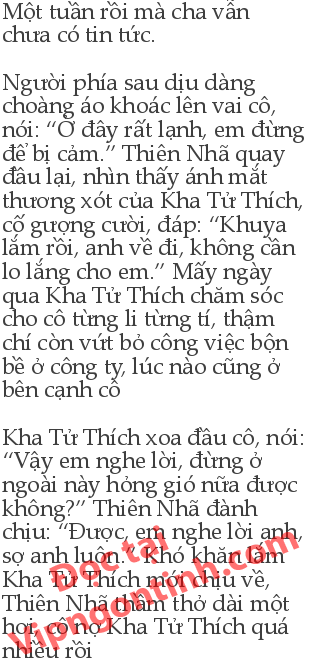 Một tuần rồi mà cha vẫn
chưa có tin tức.
Người phía sau dịu dàng
choàng áo khoác lên vai cô,
nói: “Ở đây rất lạnh, em đừng
để bị cảm.” Thiên Nhã quay
đầu lại, nhìn thấy ánh mắt
thương xót của Kha Tử Thích,
cố gượng cười, đáp: “Khuya
lắm rồi, anh về đi, không cần
lo lắng cho em.” Mấy ngày
qua Kha Tử Thích chăm sóc
cho cô từng li từng tí, thậm
chí còn vứt bỏ công việc bộn
bề ở công ty, lúc nào cũng ở
bên cạnh cô
Kha Tử Thích xoa đầu cô, nói:
“Vậy em nghe lời, đừng ở
ngoài này hóng gió nữa được
không?” Thiên Nhã đành
chịu: “Được, em nghe lời anh,
sợ anh luôn.” Khó khăn lắm
Kha Tử Thích mới chịu về,
Thiên Nhã thầm thở dài một
hơi, cô nợ Kha Tử Thích quá
nhiều rồi
Đọc tại
Vipngontinh.com